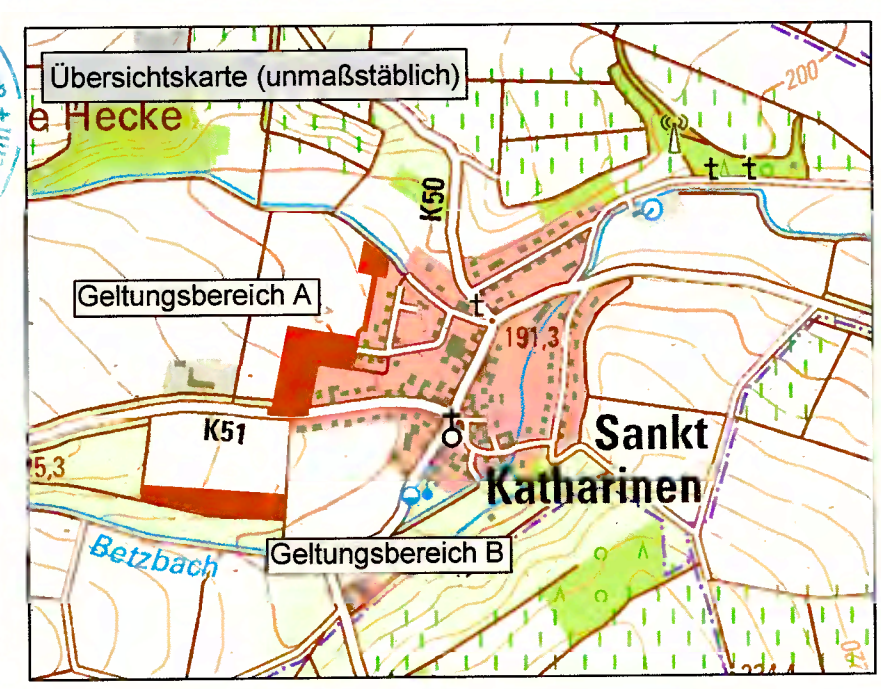 Übersichtskarte (unmaßstäblich)
200
e Hecke
K50
Geltungsbereich A
191,3
K51
Sankt
Katharinen
5,3
Betzbach
Geltungsbereich B